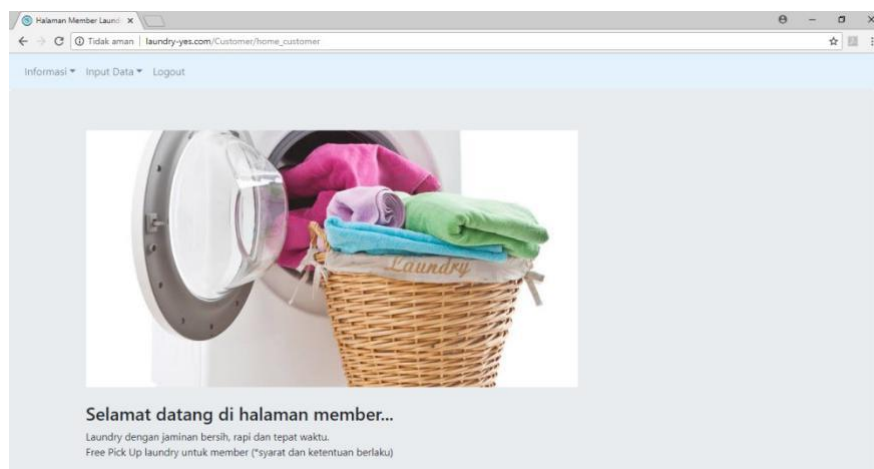 Halaman Member Laund
Tidak aman | laundry-yes.com/Customer/home_customer
Informasi Input Data Logout
Laundry
Selamat datang di halaman member...
Laundry dengan jaminan bersih, rapi dan tepat waktu.
Free Pick Up laundry untuk member (*syarat dan ketentuan berlaku)